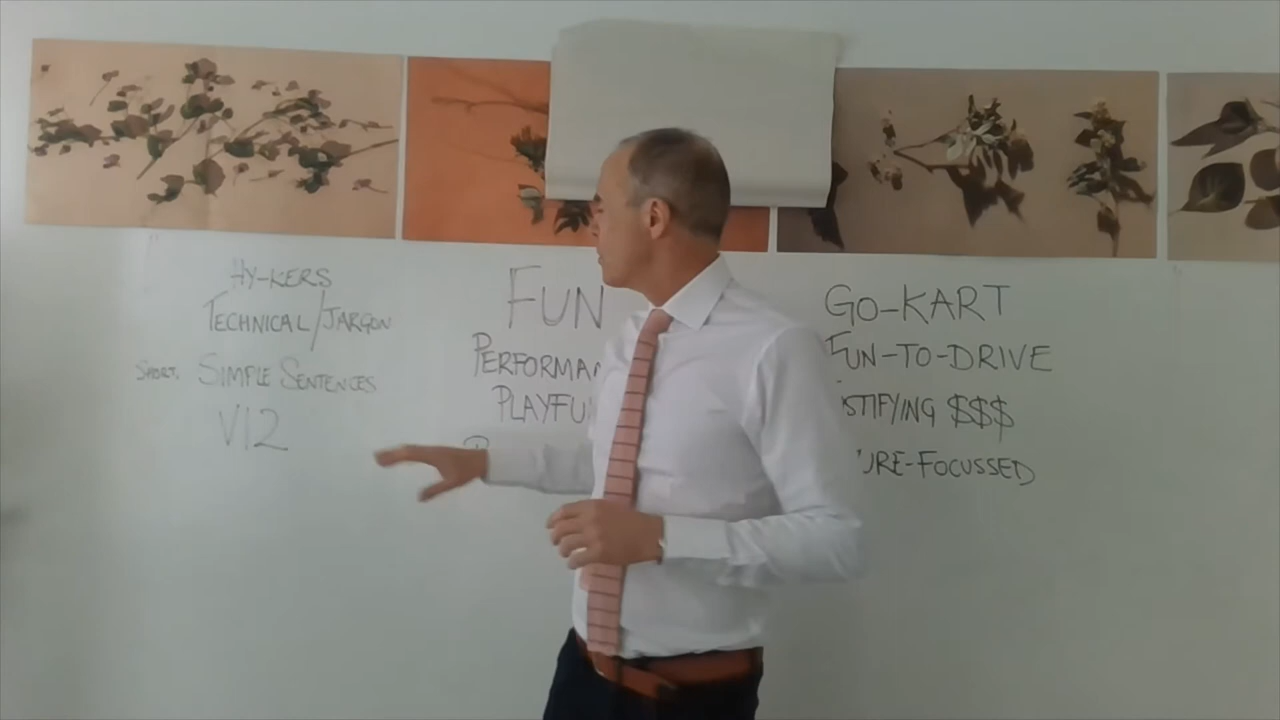 HY-KERS
TECHNICAL/JARGON
SHORT, SIMPLE SENTENCES
V12
FUN
PERFORMA
PLAYFU
GO-KART
FUN-TO-DRIVE
STIFYING $$$
URE-FOCUSSED